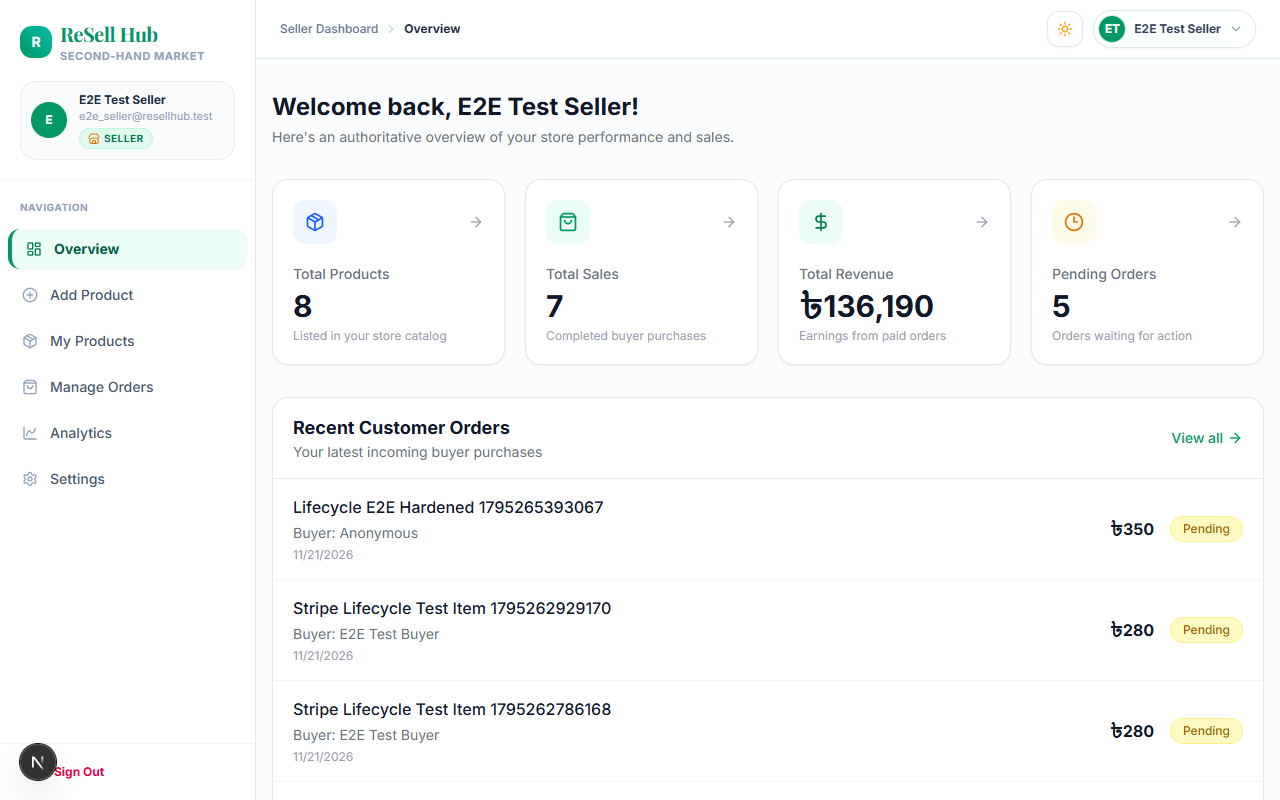 R
ReSell Hub
SECOND-HAND MARKET
E
E2E Test Seller
e2e_seller@resellhub.test
SELLER
NAVIGATION
Overview
Add Product
My Products
Manage Orders
Analytics
Settings
N
Sign Out
Seller Dashboard > Overview
ET E2E Test Seller
Welcome back, E2E Test Seller!
Here's an authoritative overview of your store performance and sales.
Total Products
8
Listed in your store catalog
Total Sales
7
Completed buyer purchases
$
Total Revenue
৳136,190
Earnings from paid orders
Pending Orders
5
Orders waiting for action
Recent Customer Orders
Your latest incoming buyer purchases
View all →
Lifecycle E2E Hardened 1795265393067
Buyer: Anonymous
11/21/2026
৳350 Pending
Stripe Lifecycle Test Item 1795262929170
Buyer: E2E Test Buyer
11/21/2026
৳280 Pending
Stripe Lifecycle Test Item 1795262786168
Buyer: E2E Test Buyer
11/21/2026
৳280 Pending